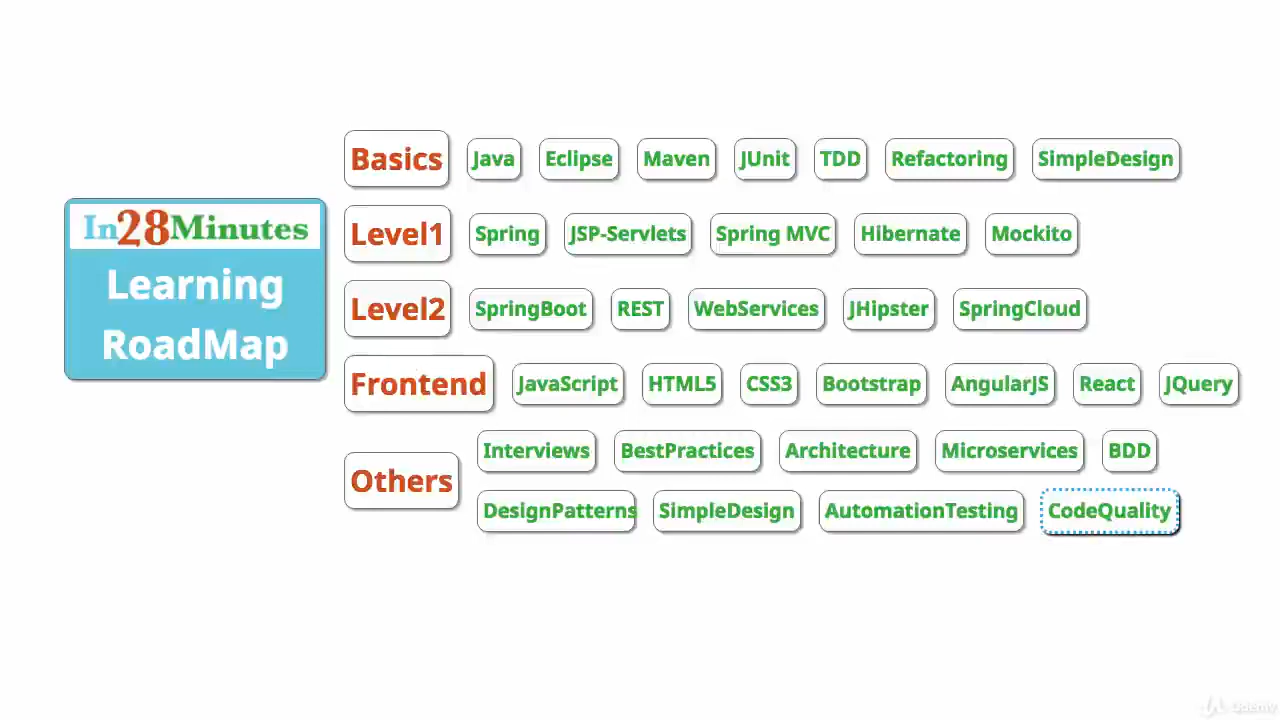 In28Minutes
Learning
RoadMap
Basics Java Eclipse Maven JUnit TDD Refactoring SimpleDesign
Level1 Spring JSP-Servlets Spring MVC Hibernate Mockito
Level2 SpringBoot REST WebServices JHipster SpringCloud
Frontend JavaScript HTML5 CSS3 Bootstrap AngularJS React JQuery
Others
Interviews BestPractices Architecture Microservices BDD
DesignPatterns SimpleDesign AutomationTesting CodeQuality
Udemy